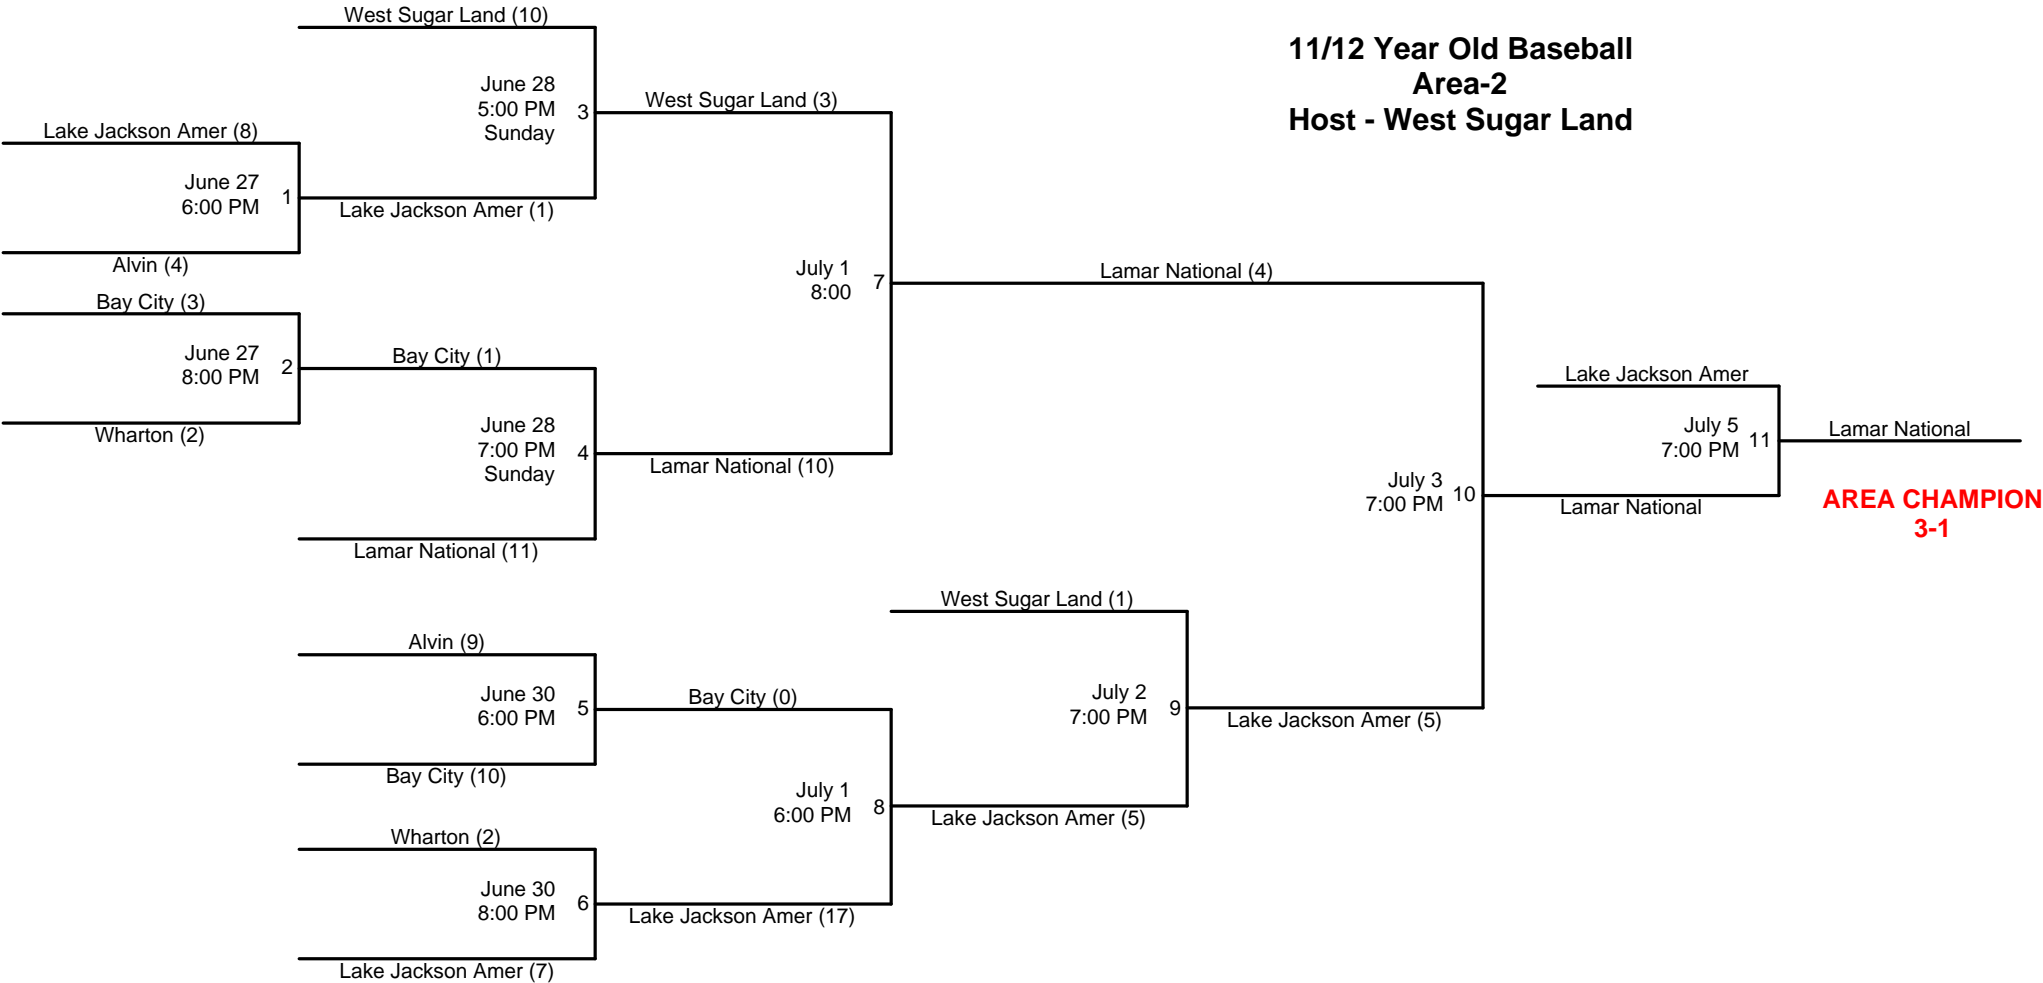 West Sugar Land (10)
11/12 Year Old Baseball
Area-2
Host - West Sugar Land
June 28
5:00 PM
Sunday
3
West Sugar Land (3)
Lake Jackson Amer (8)
June 27
6:00 PM
1
Lake Jackson Amer (1)
Alvin (4)
Bay City (3)
June 27
8:00 PM
2
Bay City (1)
Wharton (2)
June 28
7:00 PM
Sunday
4
Lamar National (10)
Lamar National (11)
July 1
8:00
7
Lamar National (4)
Lake Jackson Amer
July 5
7:00 PM
11
Lamar National
July 3
7:00 PM
10
Lamar National
AREA CHAMPION
3-1
West Sugar Land (1)
Alvin (9)
June 30
6:00 PM
5
Bay City (0)
Bay City (10)
July 2
7:00 PM
9
Lake Jackson Amer (5)
July 1
6:00 PM
8
Lake Jackson Amer (5)
Wharton (2)
June 30
8:00 PM
6
Lake Jackson Amer (17)
Lake Jackson Amer (7)